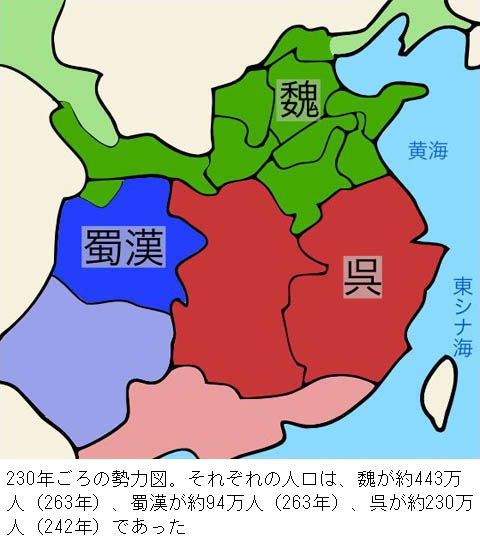 魏
黄海
蜀漢
呉
東シナ海
230年ごろの勢力図。それぞれの人口は、魏が約443万
人（263年）、蜀漢が約94万人（263年）、呉が約230万
人（242年）であった